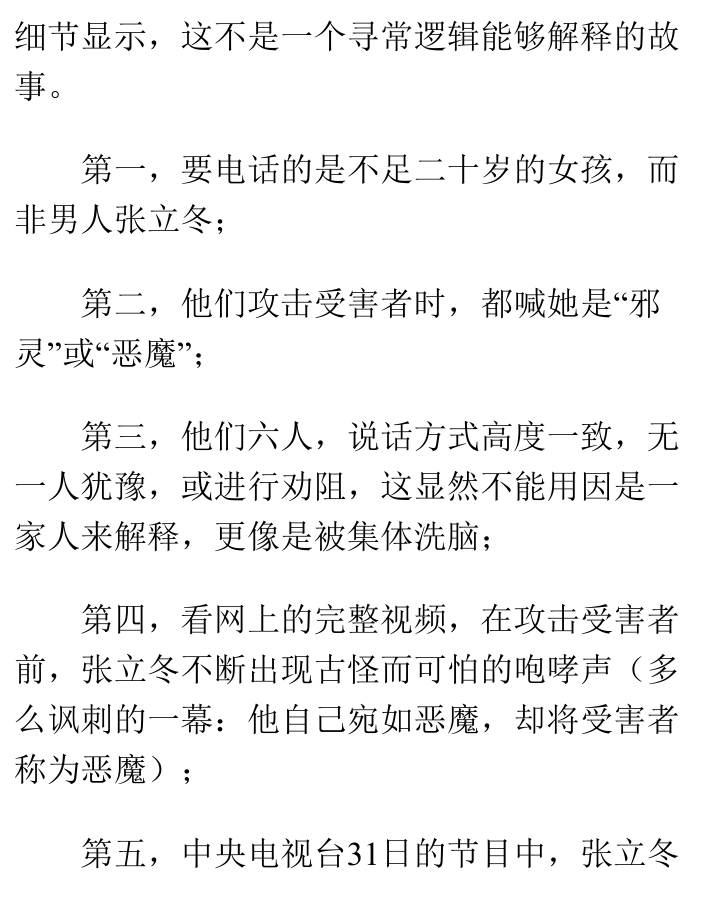 细节显示，这不是一个寻常逻辑能够解释的故
事。
第一，要电话的是不足二十岁的女孩，而
非男人张立冬；
第二，他们攻击受害者时，都喊她是“邪
灵”或“恶魔”；
第三，他们六人，说话方式高度一致，无
一人犹豫，或进行劝阻，这显然不能用因是一
家人来解释，更像是被集体洗脑；
第四，看网上的完整视频，在攻击受害者
前，张立冬不断出现古怪而可怕的咆哮声（多
么讽刺的一幕：他自己宛如恶魔，却将受害者
称为恶魔）；
第五，中央电视台31日的节目中，张立冬